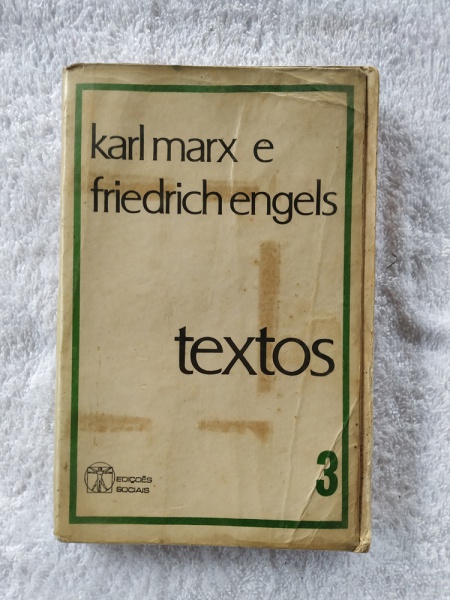 karl marx e
friedrich engels
textos
EDIÇÕES
SOCIAIS
3